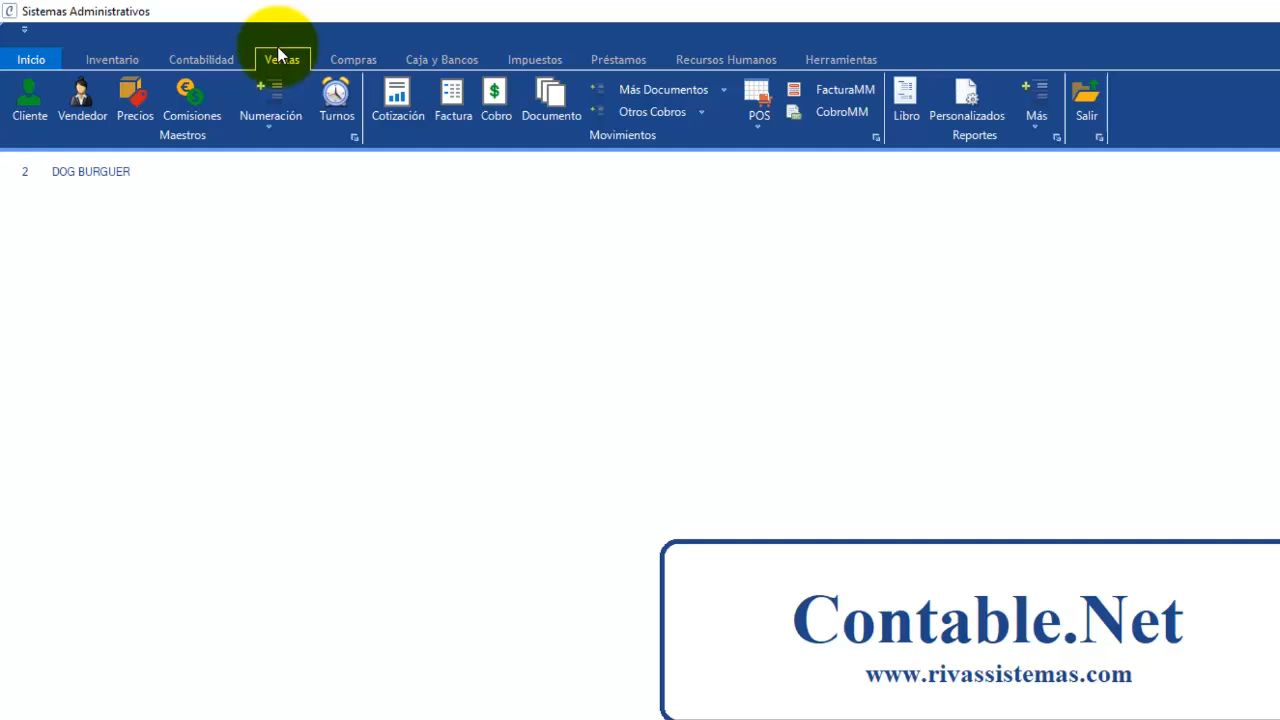 Sistemas Administrativos
Inicio Inventario Contabilidad Ventas Compras Caja y Bancos Impuestos Préstamos Recursos Humanos Herramientas
Cliente Vendedor Precios Comisiones Numeración Turnos
Maestros
Cotización Factura Cobro Documento Más Documentos Otros Cobros POS FacturaMM CobroMM
Movimientos
Libro Personalizados Más
Reportes
Salir
2 DOG BURGUER
Contable.Net
www.rivassistemas.com